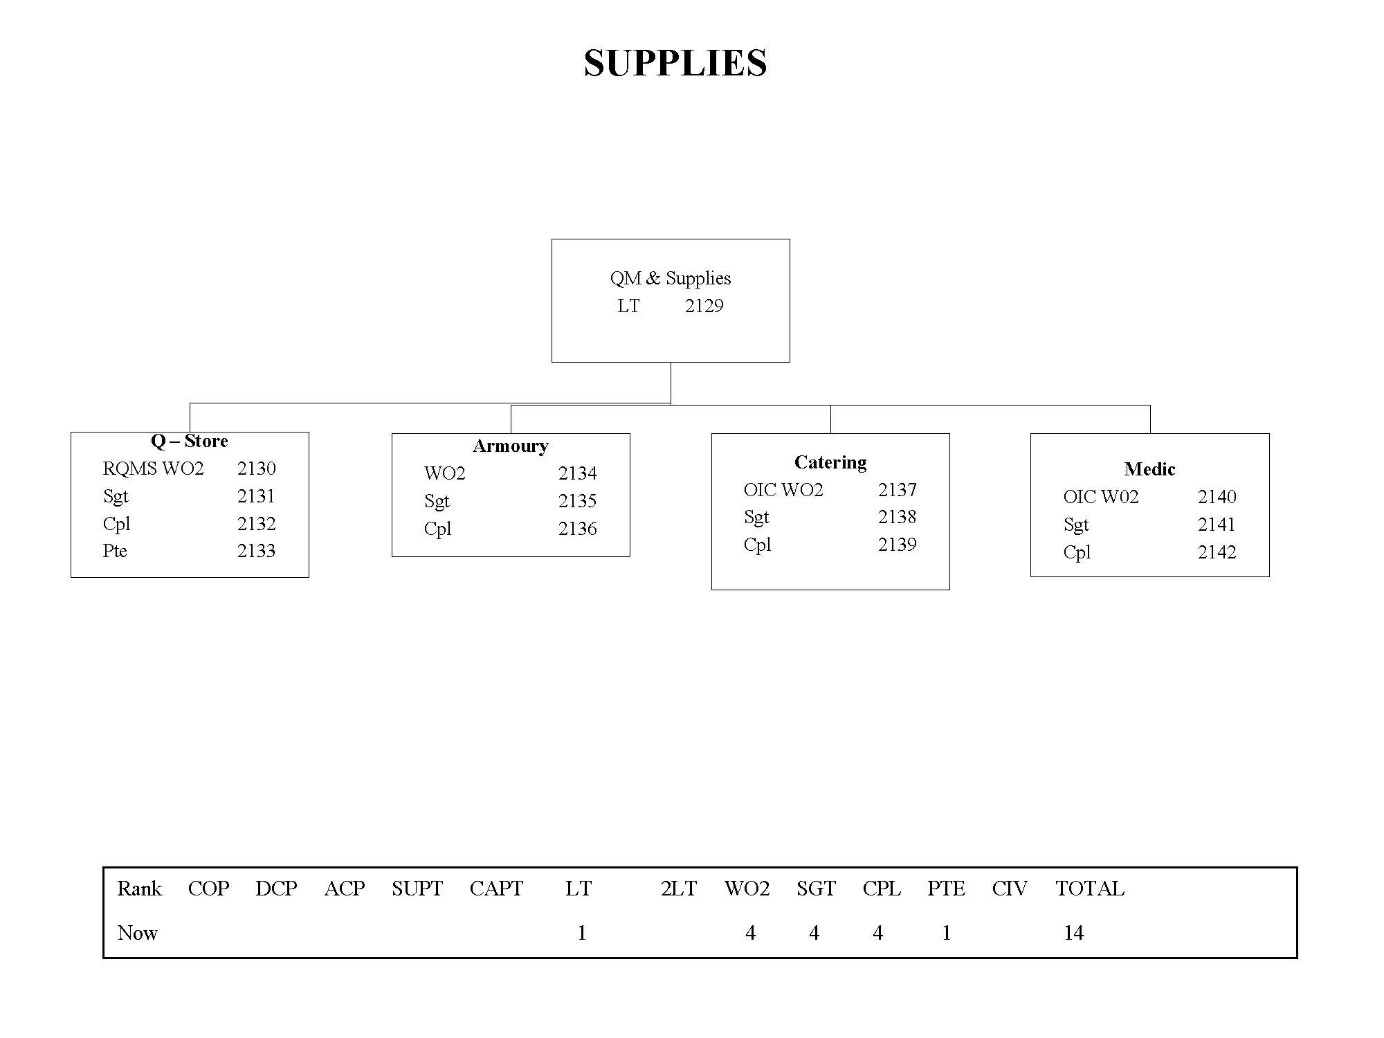 SUPPLIES
QM & Supplies
LT 2129
Q – Store
RQMS WO2 2130
Sgt 2131
Cpl 2132
Pte 2133
Armoury
WO2 2134
Sgt 2135
Cpl 2136
Catering
OIC WO2 2137
Sgt 2138
Cpl 2139
Medic
OIC W02 2140
Sgt 2141
Cpl 2142
Rank COP DCP ACP SUPT CAPT LT 2LT WO2 SGT CPL PTE CIV TOTAL
Now 1 4 4 4 1 14